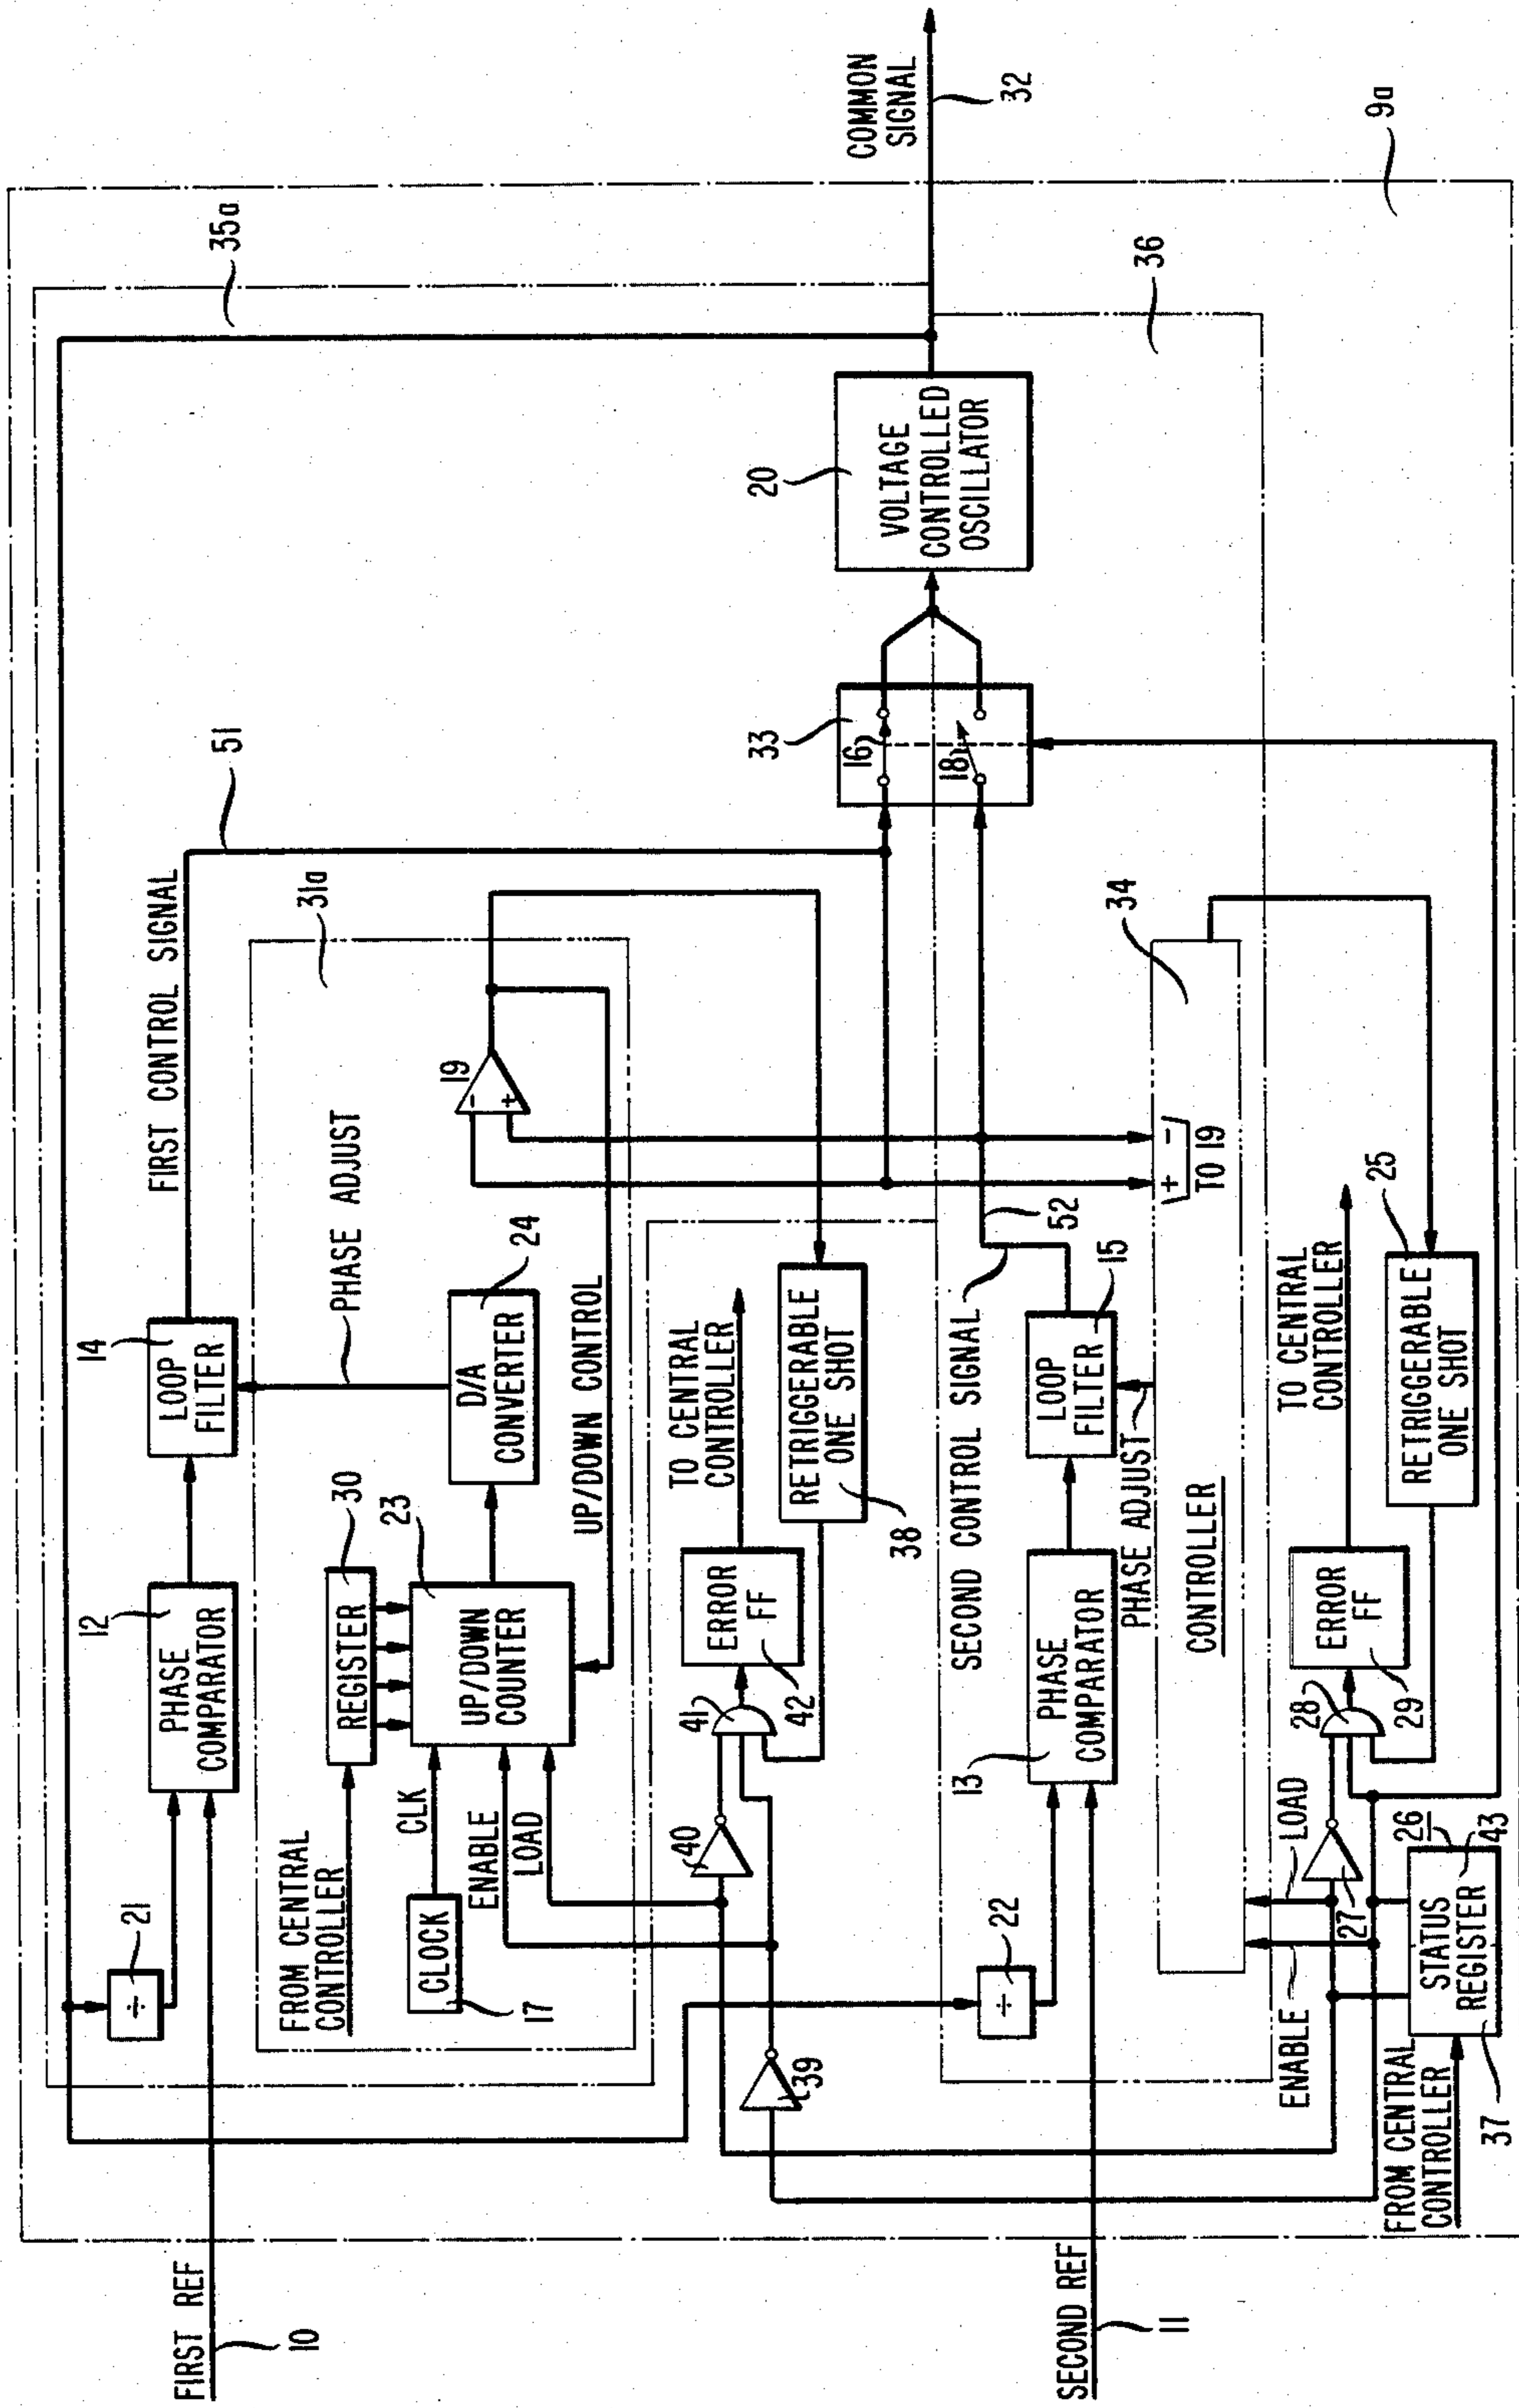 FIRST REF
10
÷
21
12
PHASE
COMPARATOR
14
LOOP
FILTER
FIRST CONTROL SIGNAL
51
35a
FROM CENTRAL
CONTROLLER
REGISTER
30
PHASE ADJUST
31a
CLOCK
17
CLK
ENABLE
LOAD
UP/DOWN
COUNTER
23
D/A
CONVERTER
24
19
-
+
UP/DOWN CONTROL
39
40
41
ERROR
FF
42
TO CENTRAL
CONTROLLER
RETRIGGERABLE
ONE SHOT
38
33
16
18
20
VOLTAGE
CONTROLLED
OSCILLATOR
COMMON
SIGNAL
32
SECOND REF
11
÷
22
13
PHASE
COMPARATOR
SECOND CONTROL SIGNAL
LOOP
FILTER
15
52
PHASE ADJUST
+
-
TO 19
34
CONTROLLER
36
ENABLE
LOAD
27
28
ERROR
FF
29
TO CENTRAL
CONTROLLER
RETRIGGERABLE
ONE SHOT
25
FROM CENTRAL
CONTROLLER
STATUS
REGISTER
26
43
37
9a